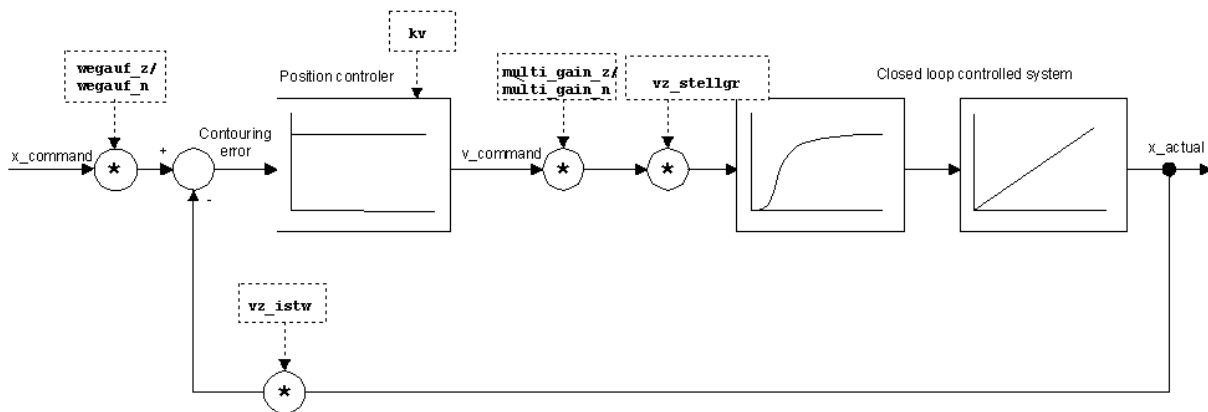 kv
wegauf_z/
wegauf_n
Position controler
multi_gain_z/
multi_gain_n
vz_stellgr
Closed loop controlled system
x_command
*
+
-
Contouring
error
v_command
*
*
x_actual
vz_istw
*